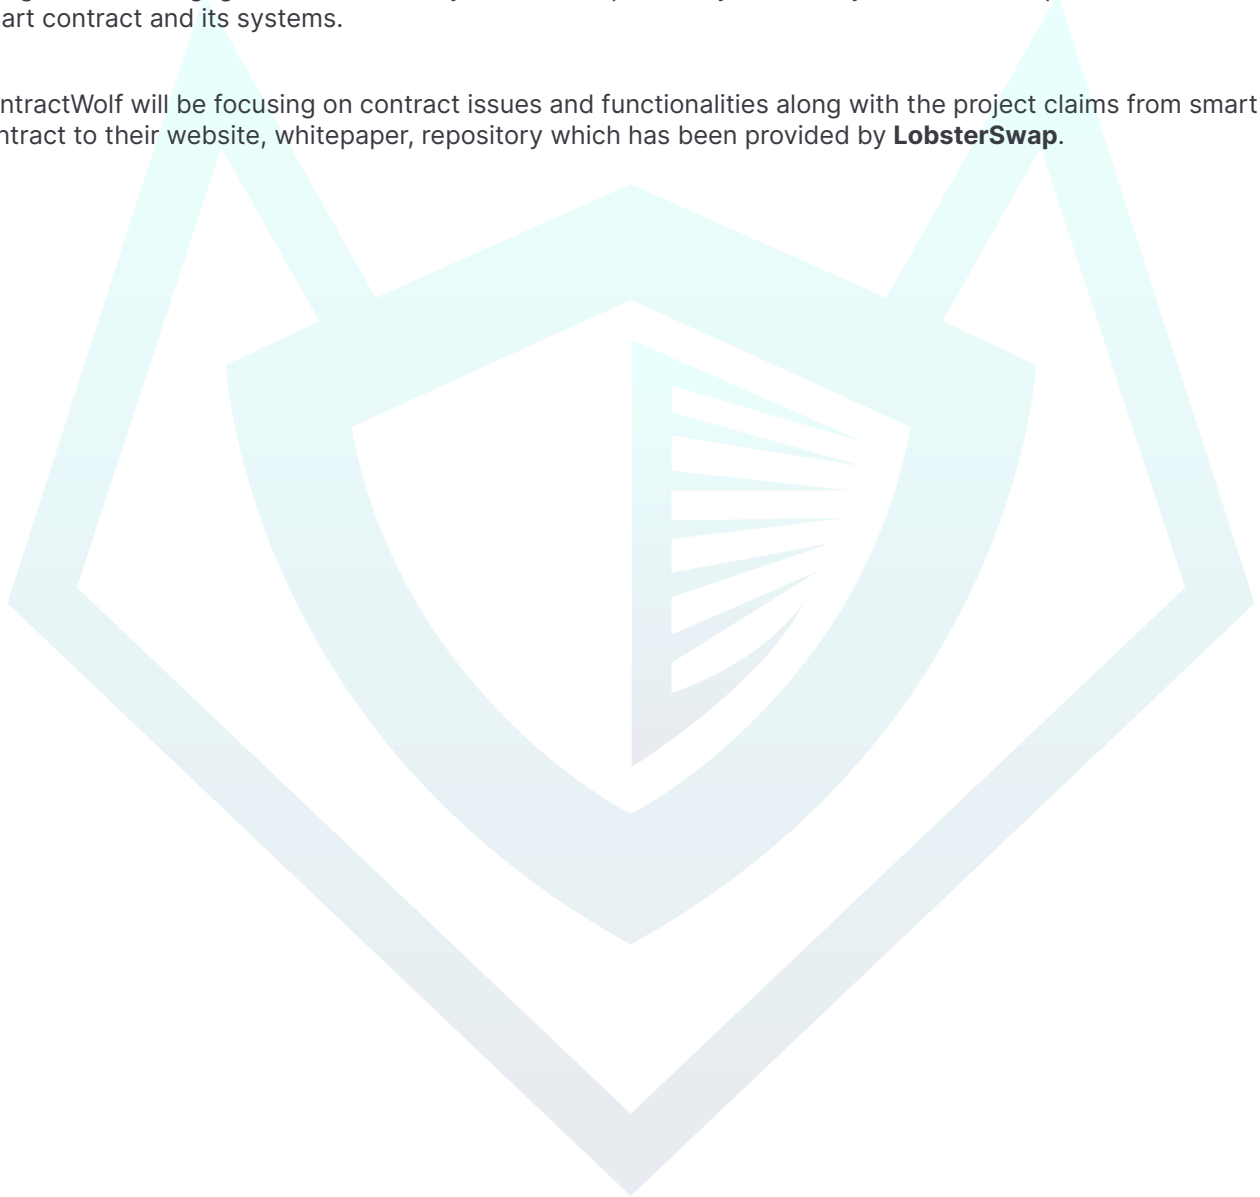 art contract and its systems.
ntractWolf will be focusing on contract issues and functionalities along with the project claims from smart
ntract to their website, whitepaper, repository which has been provided by LobsterSwap.